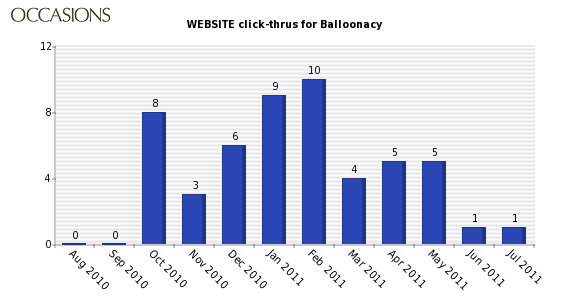 OCCASIONS
WEBSITE click-thrus for Balloonacy
12
8
4
0
0
0
8
3
6
9
10
4
5
5
1
1
Aug 2010
Sep 2010
Oct 2010
Nov 2010
Dec 2010
Jan 2011
Feb 2011
Mar 2011
Apr 2011
May 2011
Jun 2011
Jul 2011